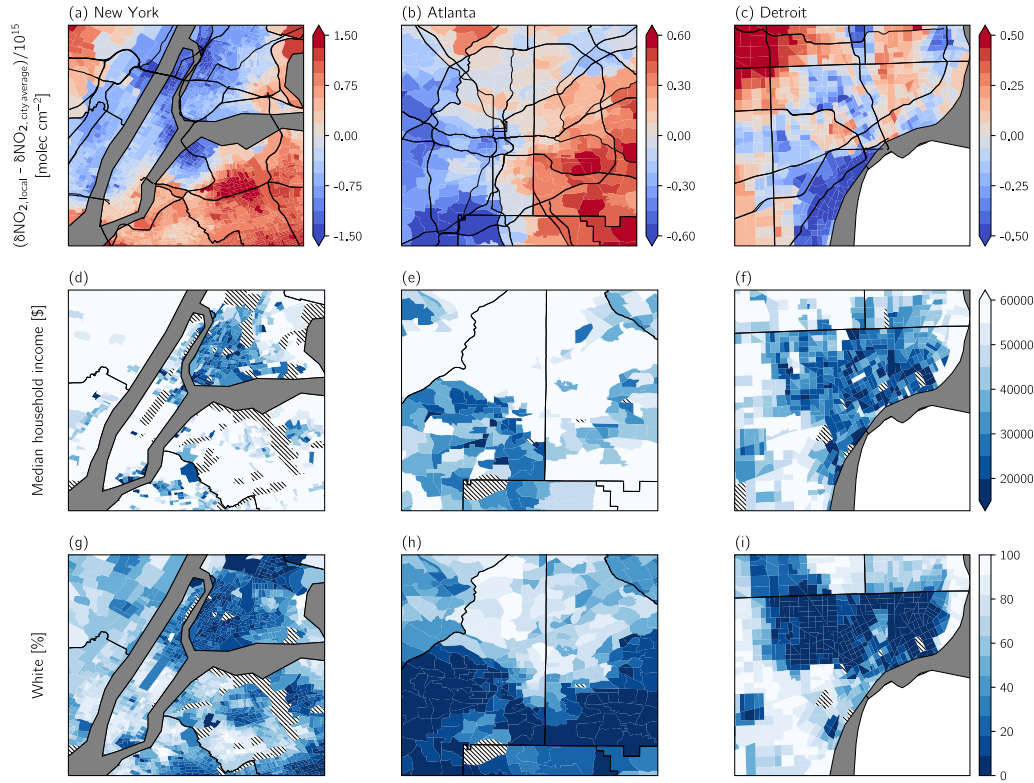 (a) New York
(b) Atlanta
(c) Detroit
(δNO2,local − δNO2,city average)/10^15
[molec cm−2]
1.50
0.75
0.00
-0.75
-1.50
0.60
0.30
0.00
-0.30
-0.60
0.50
0.25
0.00
-0.25
-0.50
(d)
(e)
(f)
Median household income [$]
60000
50000
40000
30000
20000
(g)
(h)
(i)
White [%]
100
80
60
40
20
0